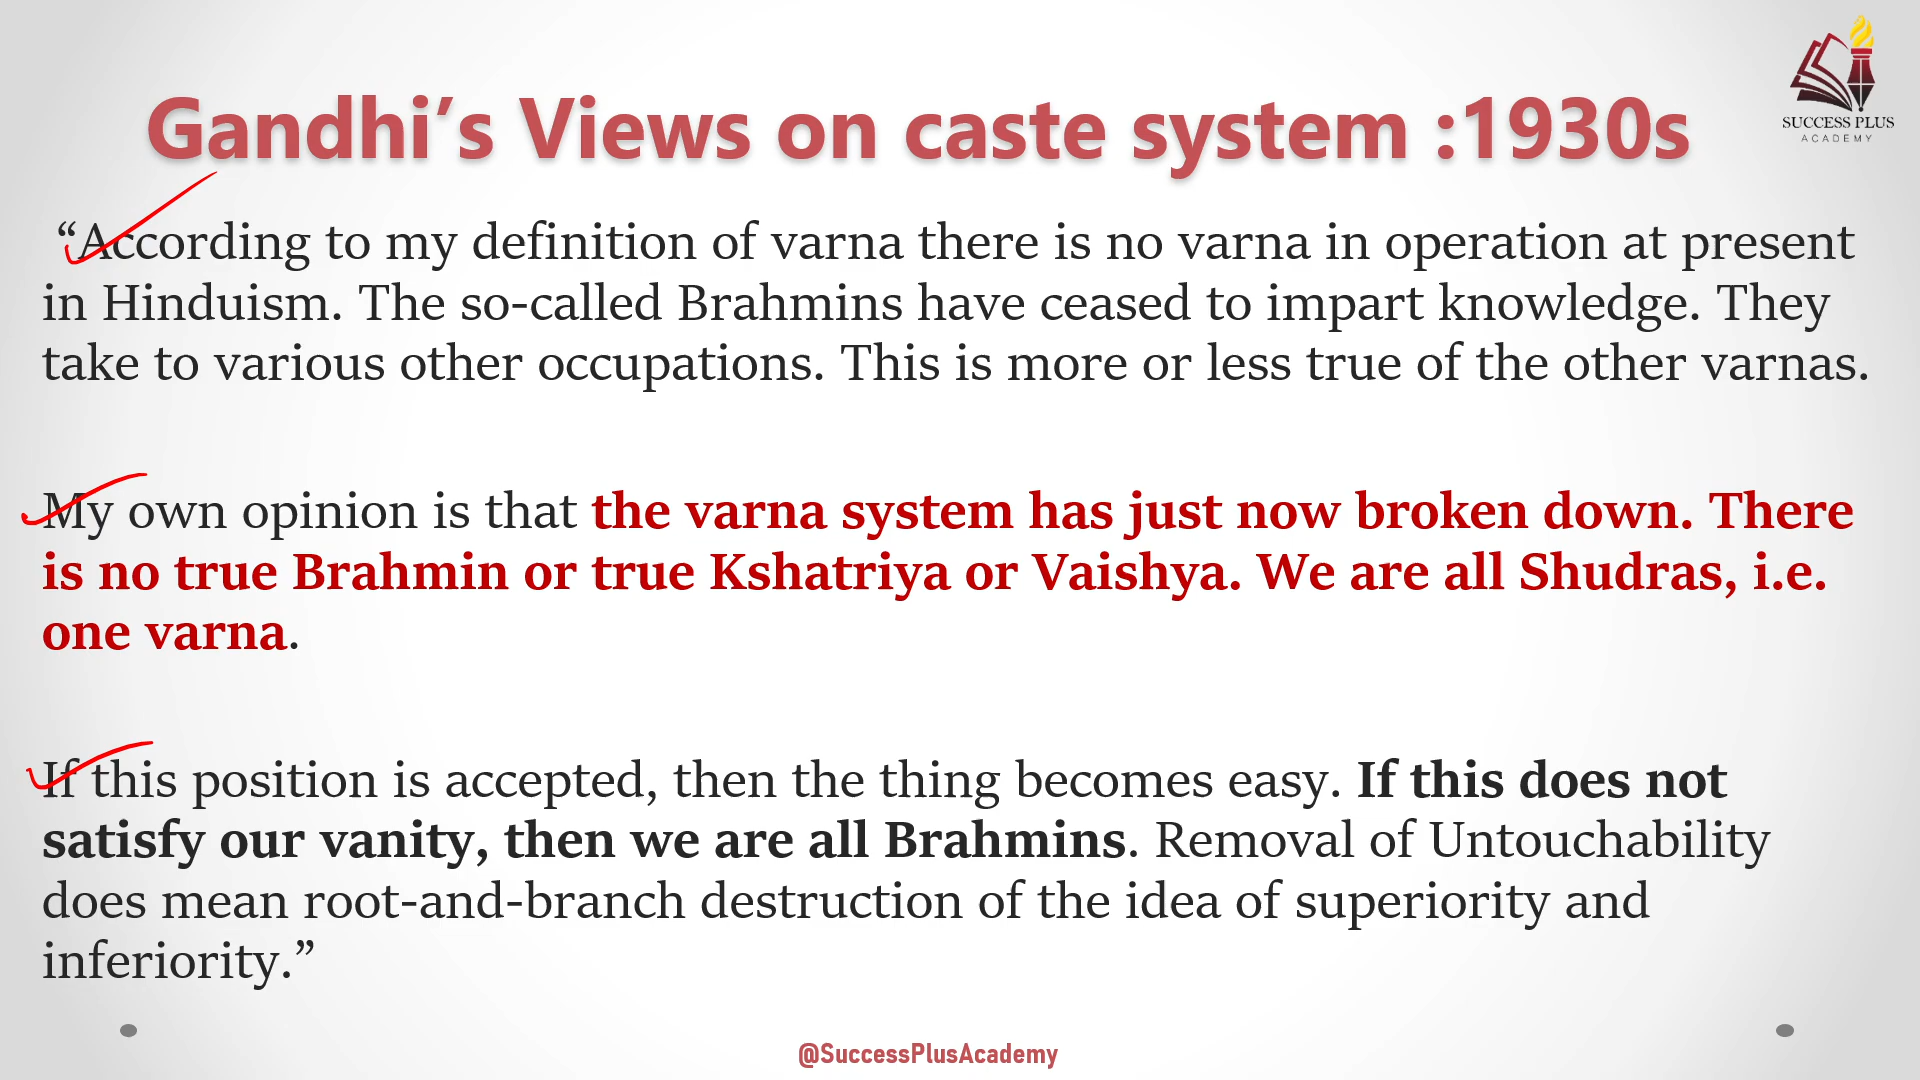 SUCCESS PLUS
ACADEMY
Gandhi’s Views on caste system :1930s
“According to my definition of varna there is no varna in operation at present
in Hinduism. The so-called Brahmins have ceased to impart knowledge. They
take to various other occupations. This is more or less true of the other varnas.
My own opinion is that the varna system has just now broken down. There
is no true Brahmin or true Kshatriya or Vaishya. We are all Shudras, i.e.
one varna.
If this position is accepted, then the thing becomes easy. If this does not
satisfy our vanity, then we are all Brahmins. Removal of Untouchability
does mean root-and-branch destruction of the idea of superiority and
inferiority.”
@SuccessPlusAcademy